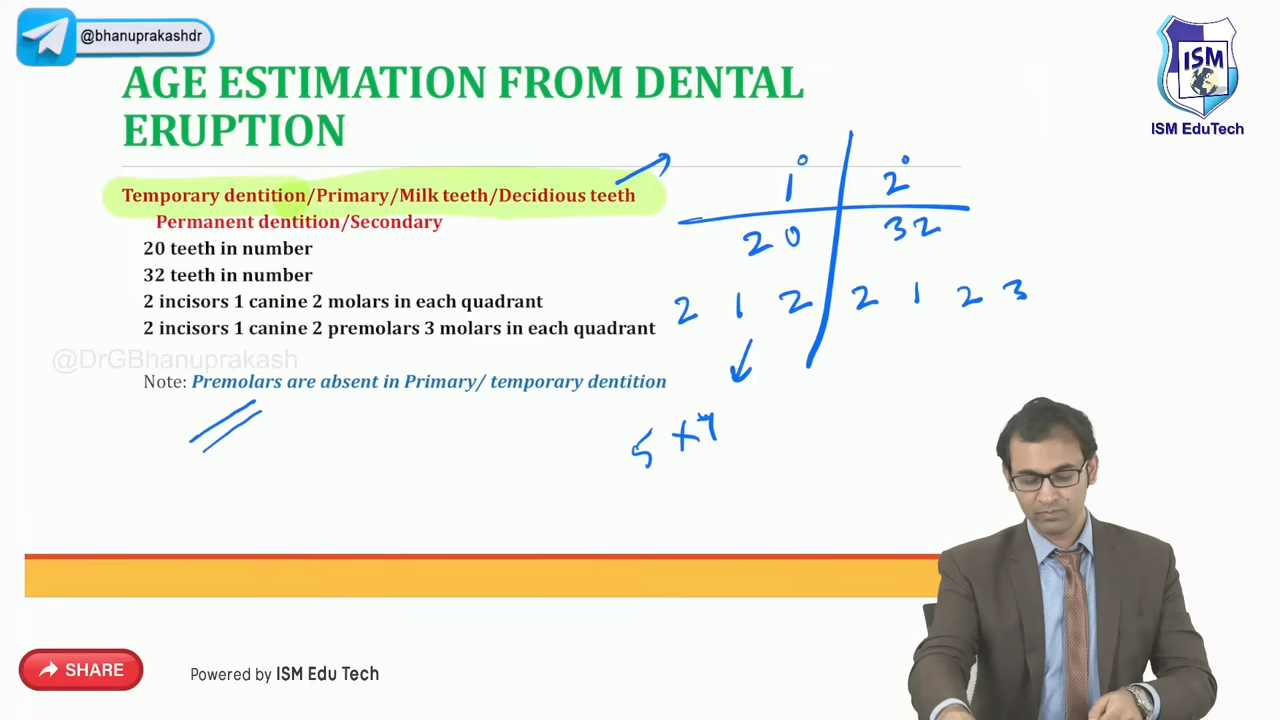 @bhanuprakashdr
ISM
ISM EduTech
AGE ESTIMATION FROM DENTAL
ERUPTION
Temporary dentition/Primary/Milk teeth/Decidious teeth
Permanent dentition/Secondary
20 teeth in number
32 teeth in number
2 incisors 1 canine 2 molars in each quadrant
2 incisors 1 canine 2 premolars 3 molars in each quadrant
@DrGBhanuprakash
Note: Premolars are absent in Primary/ temporary dentition
1° 2°
20 32
2 1 2 2 1 2 3
5 x4
SHARE
Powered by ISM Edu Tech